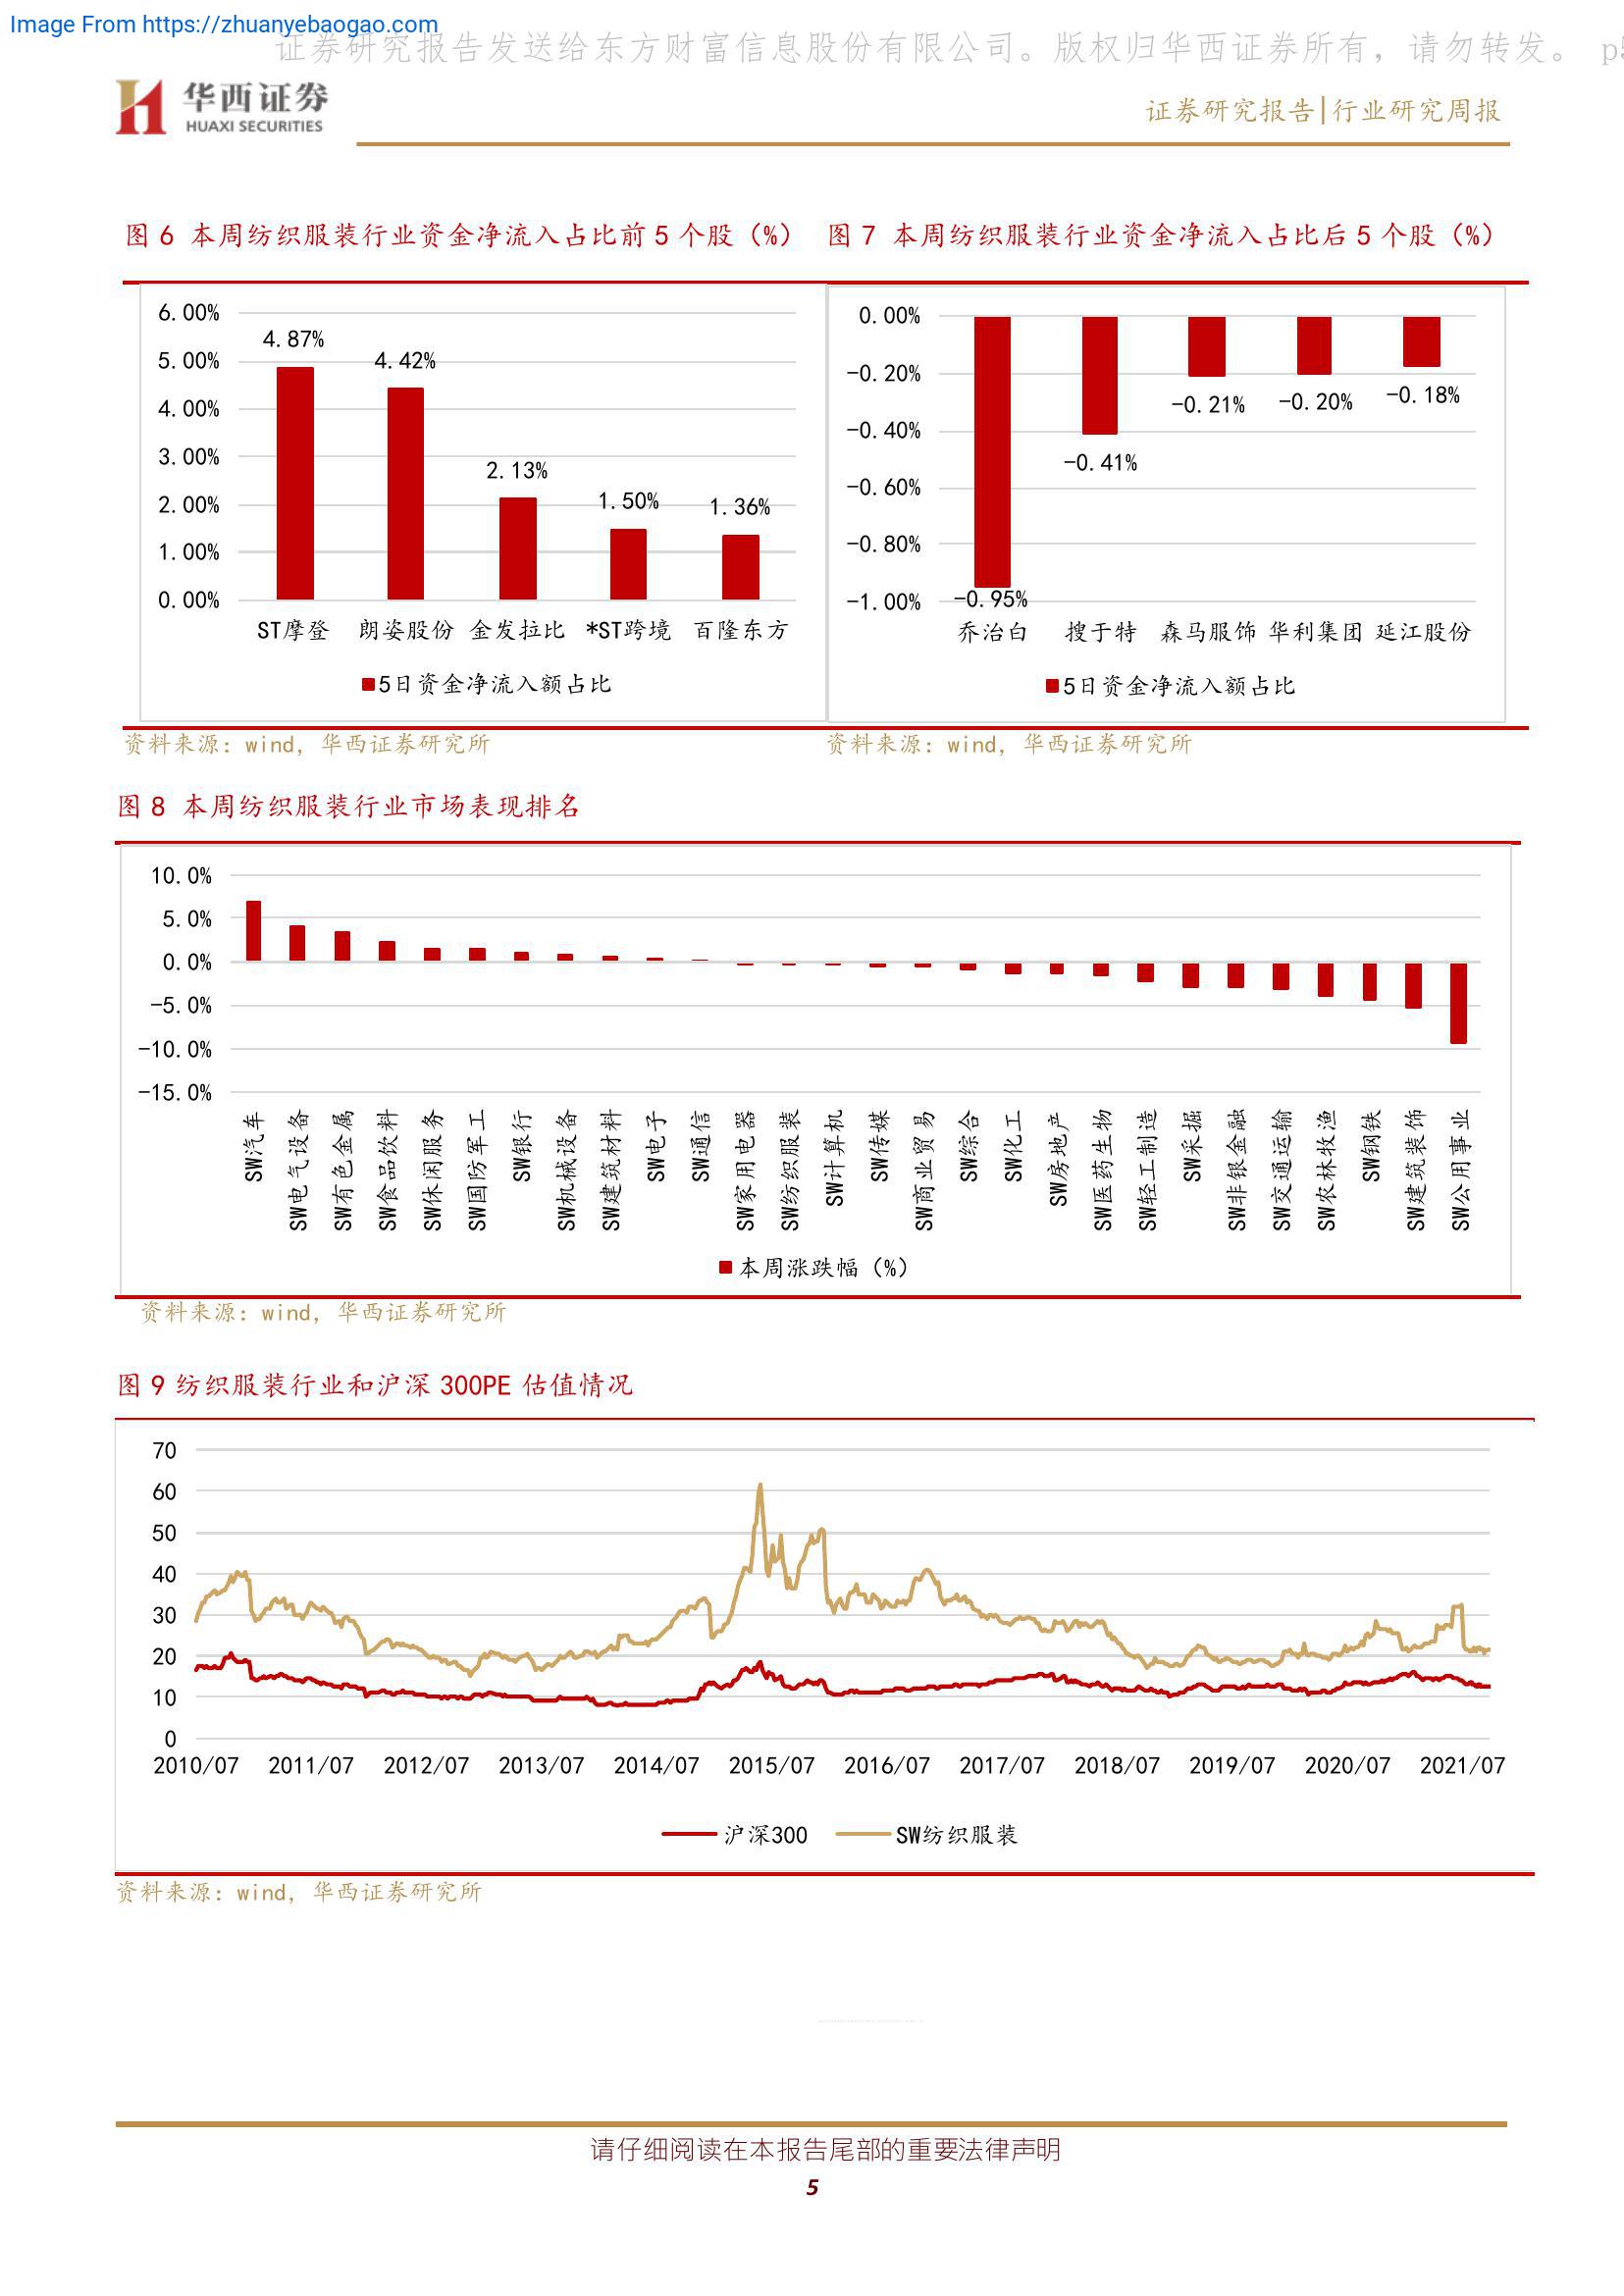 Image From https://zhuanyebaogao.com
证券研究报告发送给东方财富信息股份有限公司。版权归华西证券所有，请勿转发。 p5
华西证券
HUAXI SECURITIES
证券研究报告|行业研究周报
图 6 本周纺织服装行业资金净流入占比前 5 个股（%）
6.00%
5.00%
4.00%
3.00%
2.00%
1.00%
0.00%
4.87%
4.42%
2.13%
1.50%
1.36%
ST摩登 朗姿股份 金发拉比 *ST跨境 百隆东方
5日资金净流入额占比
资料来源：wind，华西证券研究所
图 7 本周纺织服装行业资金净流入占比后 5 个股（%）
0.00%
-0.20%
-0.40%
-0.60%
-0.80%
-1.00%
-0.95%
-0.41%
-0.21%
-0.20%
-0.18%
乔治白 搜于特 森马服饰 华利集团 延江股份
5日资金净流入额占比
资料来源：wind，华西证券研究所
图 8 本周纺织服装行业市场表现排名
10.0%
5.0%
0.0%
-5.0%
-10.0%
-15.0%
SW汽车
SW电气设备
SW有色金属
SW食品饮料
SW休闲服务
SW国防军工
SW银行
SW机械设备
SW建筑材料
SW电子
SW通信
SW家用电器
SW纺织服装
SW计算机
SW传媒
SW商业贸易
SW综合
SW化工
SW房地产
SW医药生物
SW轻工制造
SW采掘
SW非银金融
SW交通运输
SW农林牧渔
SW钢铁
SW建筑装饰
SW公用事业
本周涨跌幅（%）
资料来源：wind，华西证券研究所
图 9 纺织服装行业和沪深 300PE 估值情况
70
60
50
40
30
20
10
0
2010/07 2011/07 2012/07 2013/07 2014/07 2015/07 2016/07 2017/07 2018/07 2019/07 2020/07 2021/07
沪深300 SW纺织服装
资料来源：wind，华西证券研究所
请仔细阅读在本报告尾部的重要法律声明
5